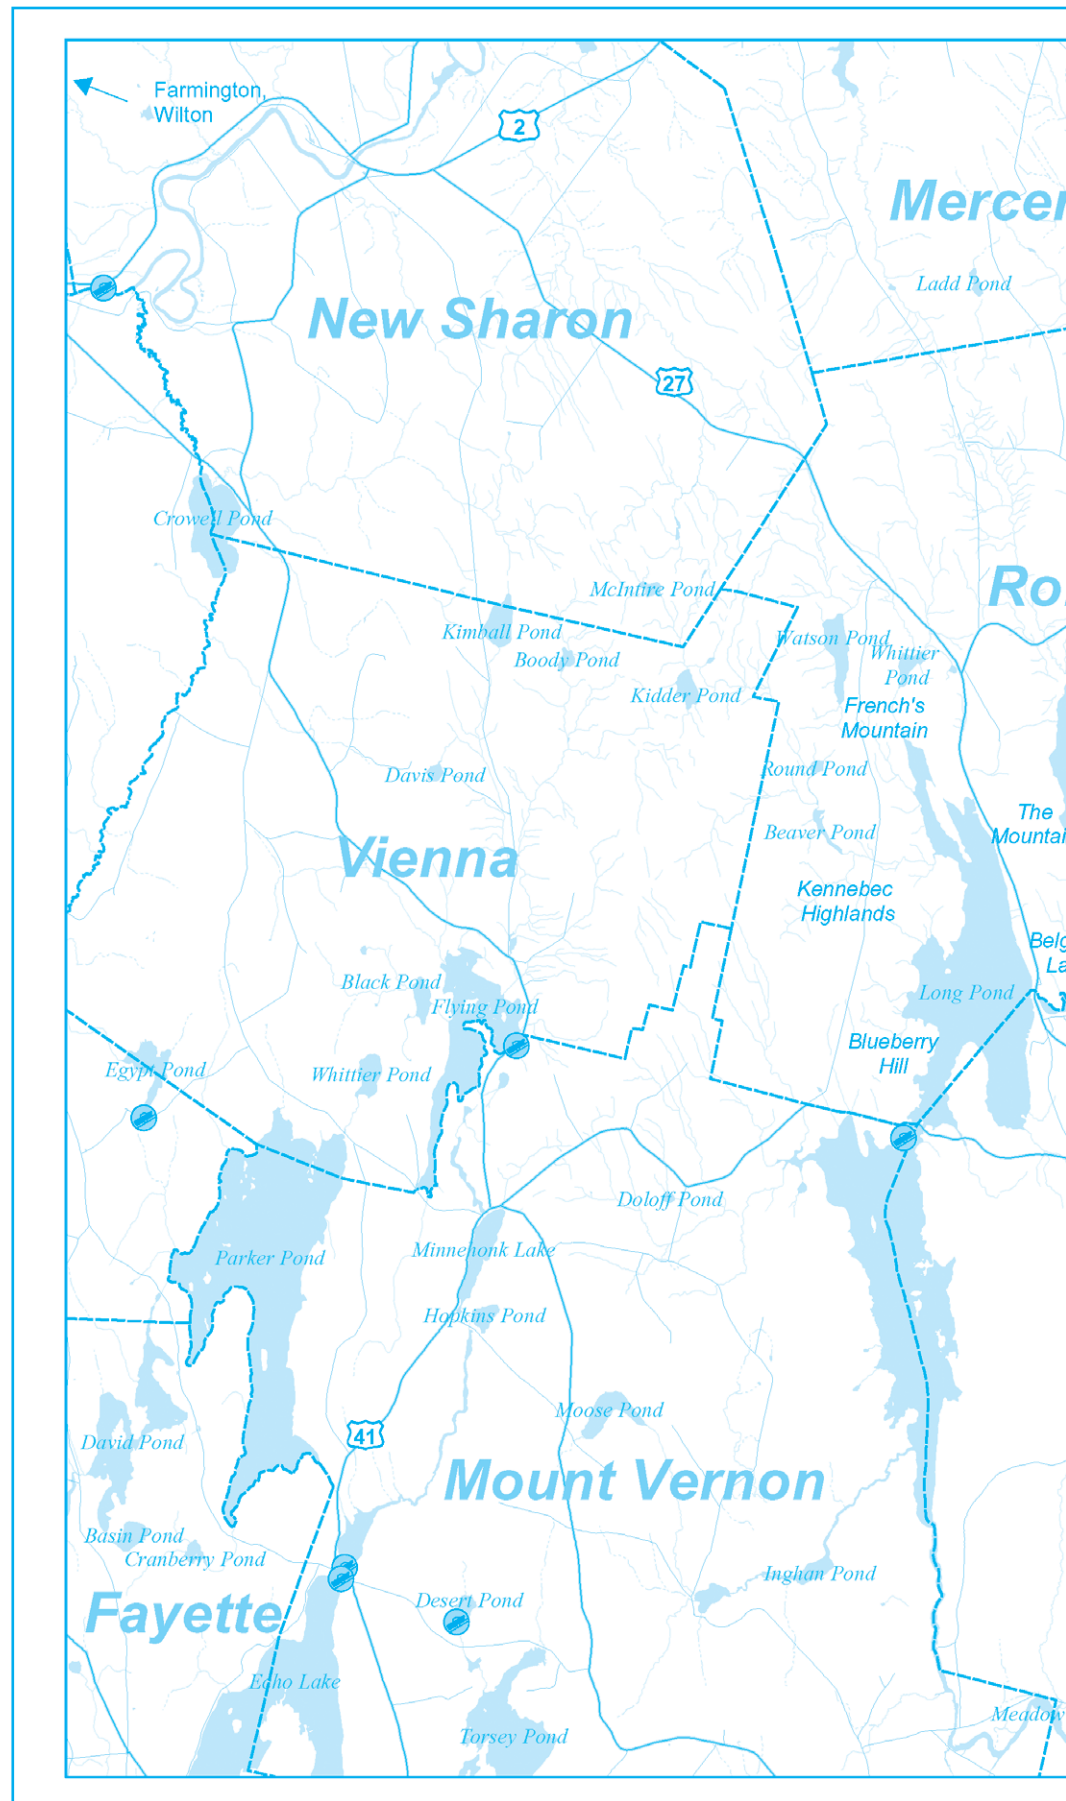 Farmington,
Wilton
2
Mercer
Ladd Pond
New Sharon
27
Crowell Pond
McIntire Pond
Kimball Pond
Boody Pond
Watson Pond
Whittier
Pond
Kidder Pond
French's
Mountain
Round Pond
Davis Pond
The
Mountai
Beaver Pond
Vienna
Kennebec
Highlands
Belg
La
Black Pond
Flying Pond
Long Pond
Blueberry
Hill
Egypt Pond
Whittier Pond
Doloff Pond
Parker Pond
Minnehonk Lake
Hopkins Pond
Moose Pond
41
David Pond
Mount Vernon
Basin Pond
Cranberry Pond
Inghan Pond
Desert Pond
Fayette
Echo Lake
Meadow
Torsey Pond